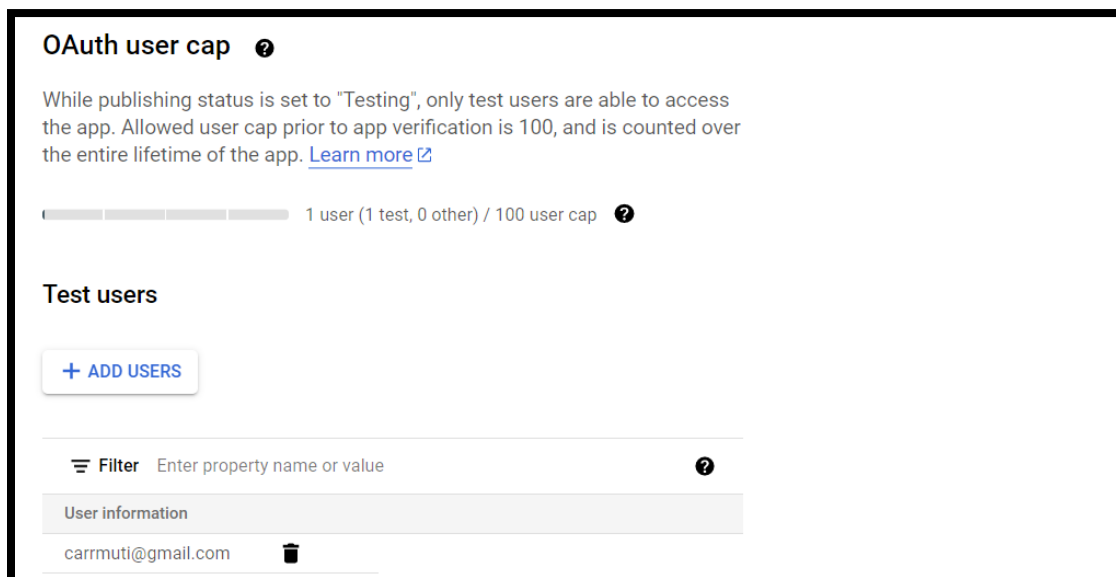 OAuth user cap
While publishing status is set to "Testing", only test users are able to access
the app. Allowed user cap prior to app verification is 100, and is counted over
the entire lifetime of the app. Learn more
1 user (1 test, 0 other) / 100 user cap
Test users
+ ADD USERS
Filter Enter property name or value
User information
carrmuti@gmail.com